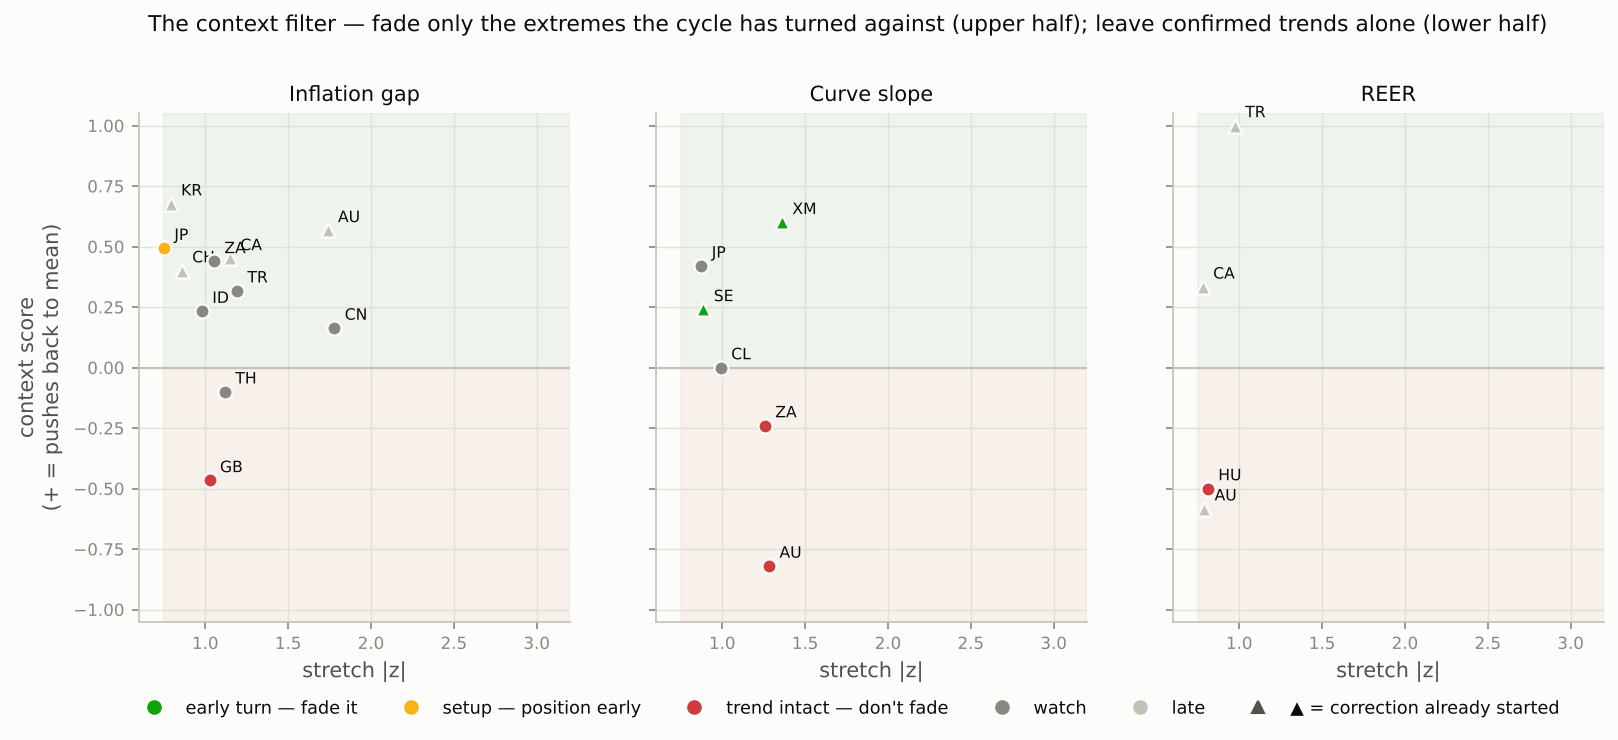 The context filter — fade only the extremes the cycle has turned against (upper half); leave confirmed trends alone (lower half)
Inflation gap
Curve slope
REER
context score
(+ = pushes back to mean)
1.00
0.75
0.50
0.25
0.00
−0.25
−0.50
−0.75
−1.00
KR
JP
AU
ZA
CA
TR
ID
CN
TH
GB
1.0 1.5 2.0 2.5 3.0
stretch |z|
XM
JP
SE
CL
ZA
AU
1.0 1.5 2.0 2.5 3.0
stretch |z|
TR
CA
HU
AU
1.0 1.5 2.0 2.5 3.0
stretch |z|
early turn — fade it
setup — position early
trend intact — don't fade
watch
late
▲ = correction already started